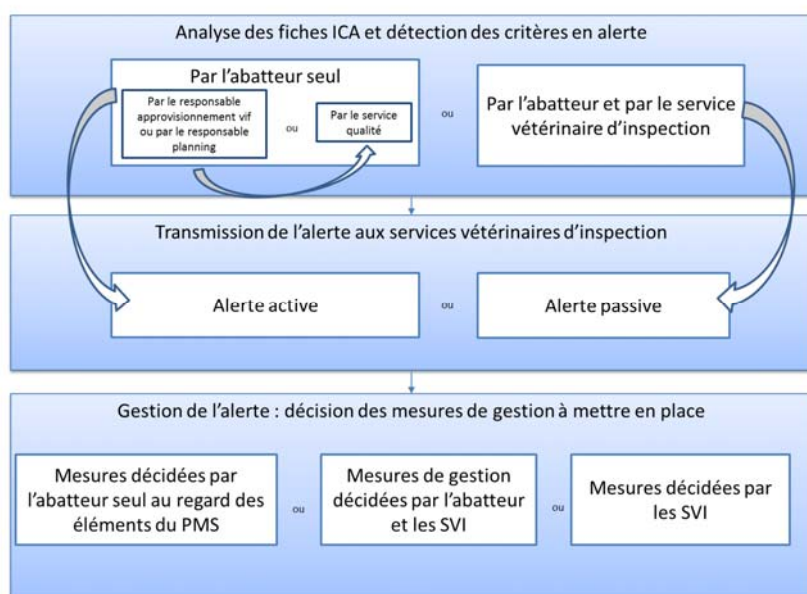 Analyse des fiches ICA et détection des critères en alerte
Par l'abatteur seul
Par le responsable
approvisionnement vif
ou par le responsable
planning
ou
Par le service
qualité
ou
Par l'abatteur et par le service
vétérinaire d'inspection
Transmission de l'alerte aux services vétérinaires d'inspection
Alerte active
ou
Alerte passive
Gestion de l'alerte : décision des mesures de gestion à mettre en place
Mesures décidées par
l'abatteur seul au regard des
éléments du PMS
ou
Mesures de gestion
décidées par l'abatteur
et les SVI
ou
Mesures décidées par
les SVI